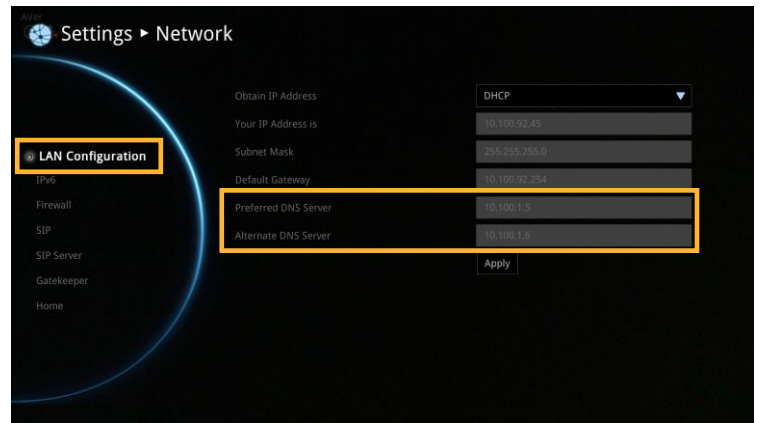 AVer
Settings ▸ Network
Obtain IP Address DHCP
Your IP Address is 10.100.92.45
LAN Configuration Subnet Mask 255.255.255.0
IPv6 Default Gateway 10.100.92.254
Firewall Preferred DNS Server 10.100.1.5
SIP Alternate DNS Server 10.100.1.6
SIP Server Apply
Gatekeeper
Home